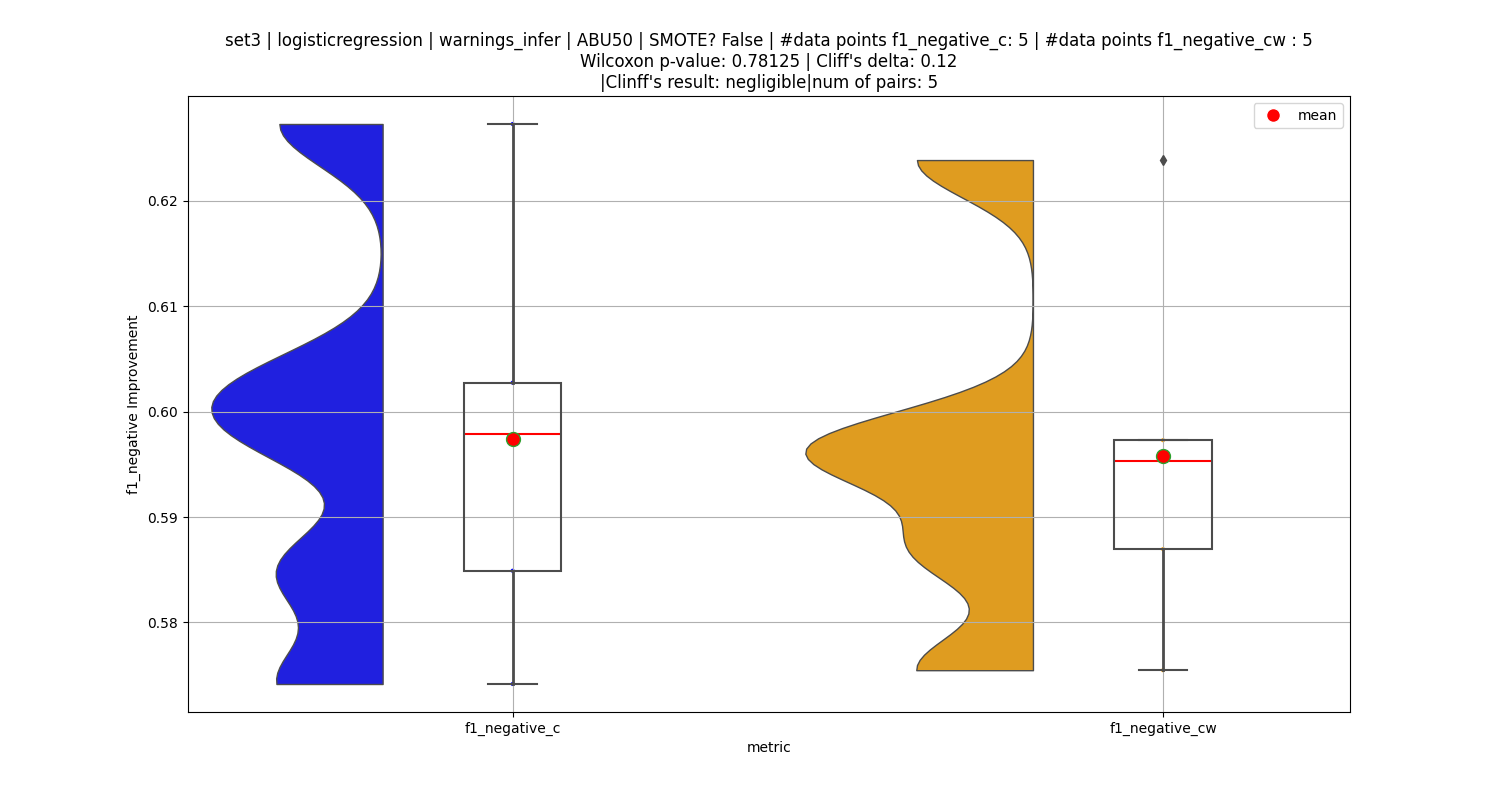 set3 | logisticregression | warnings_infer | ABU50 | SMOTE? False | #data points f1_negative_c: 5 | #data points f1_negative_cw : 5
Wilcoxon p-value: 0.78125 | Cliff's delta: 0.12
|Clinff's result: negligible|num of pairs: 5
mean
0.62
0.61
0.60
0.59
0.58
f1_negative Improvement
f1_negative_c
f1_negative_cw
metric